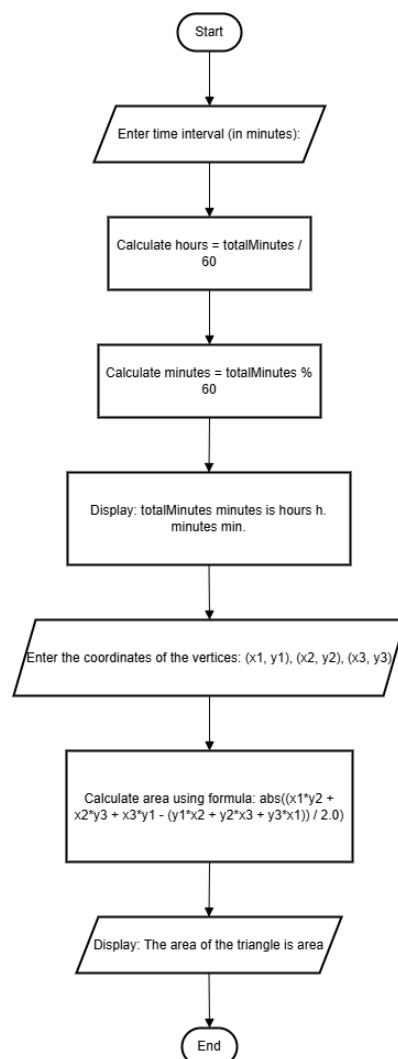 Start
Enter time interval (in minutes):
Calculate hours = totalMinutes /
60
Calculate minutes = totalMinutes %
60
Display: totalMinutes minutes is hours h.
minutes min.
Enter the coordinates of the vertices: (x1, y1), (x2, y2), (x3, y3)
Calculate area using formula: abs((x1*y2 +
x2*y3 + x3*y1 - (y1*x2 + y2*x3 + y3*x1)) / 2.0)
Display: The area of the triangle is area
End